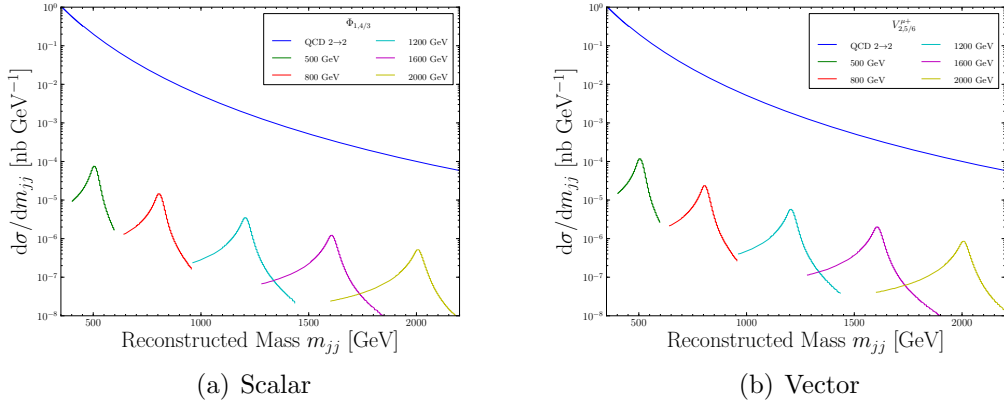 10⁰
10⁻¹
10⁻²
10⁻³
10⁻⁴
10⁻⁵
10⁻⁶
10⁻⁷
10⁻⁸
dσ/dm_jj [nb GeV⁻¹]
Φ_1,4/3
QCD 2→2
500 GeV
800 GeV
1200 GeV
1600 GeV
2000 GeV
500 1000 1500 2000
Reconstructed Mass m_jj [GeV]
(a) Scalar
10⁰
10⁻¹
10⁻²
10⁻³
10⁻⁴
10⁻⁵
10⁻⁶
10⁻⁷
10⁻⁸
dσ/dm_jj [nb GeV⁻¹]
V^μ+_2,5/6
QCD 2→2
500 GeV
800 GeV
1200 GeV
1600 GeV
2000 GeV
500 1000 1500 2000
Reconstructed Mass m_jj [GeV]
(b) Vector